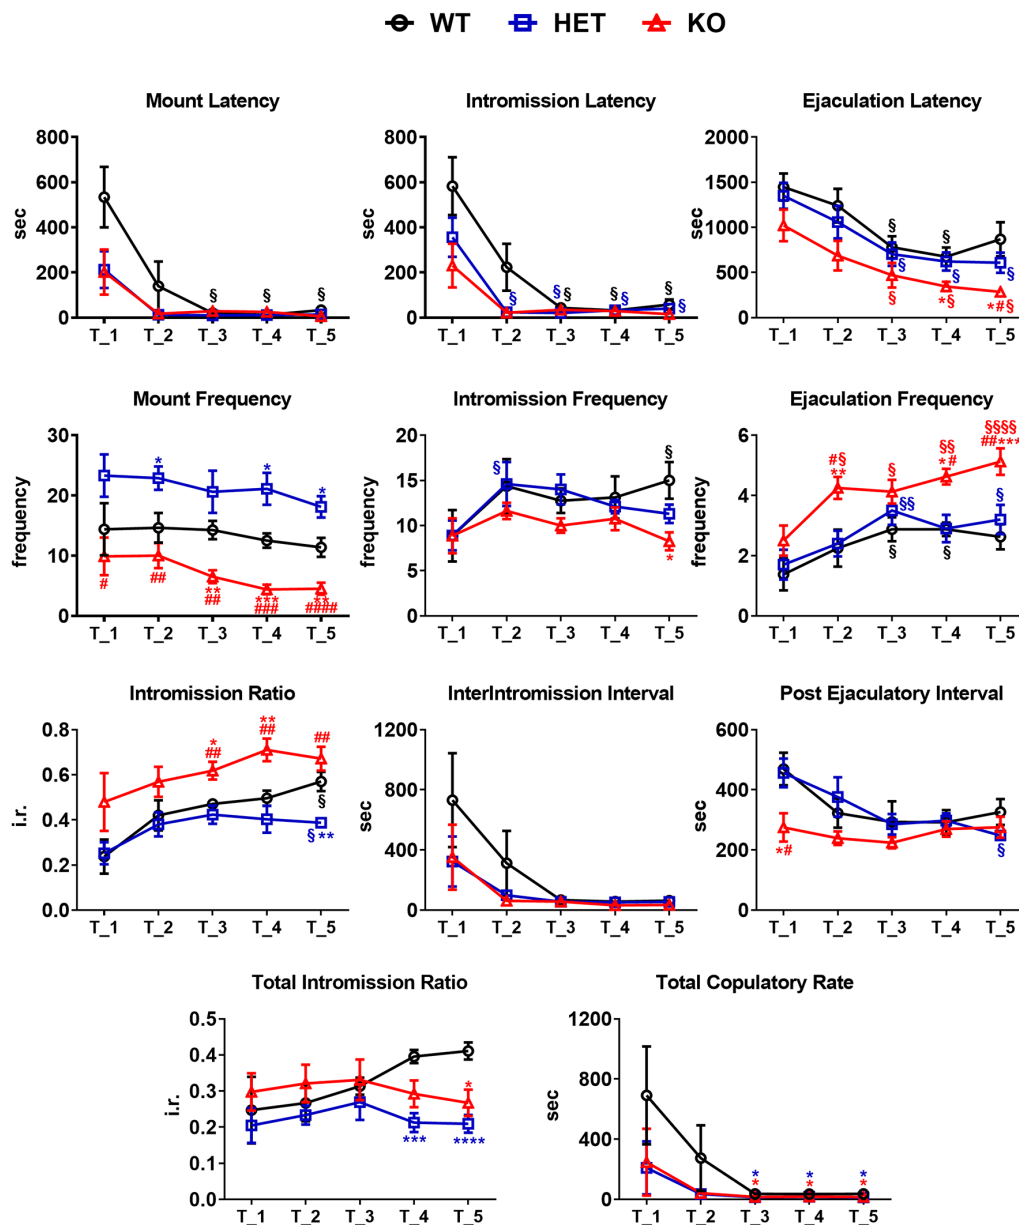 WT HET KO
Mount Latency Intromission Latency Ejaculation Latency
800 800 2000
600 600 1500
sec sec sec
400 400 1000
§ § § § § § § § § §
200 200 500
§ § § § § § § *§ *#§
0 0 0
T_1 T_2 T_3 T_4 T_5 T_1 T_2 T_3 T_4 T_5 T_1 T_2 T_3 T_4 T_5
Mount Frequency Intromission Frequency Ejaculation Frequency
30 20 6
* * * § § #§ ** § §§ *# §§§§ ##***
20 15 4
frequency frequency frequency
10 10 §§ §
# ## ** ## *** ### ** #### * § §
5 2
0 0 0
T_1 T_2 T_3 T_4 T_5 T_1 T_2 T_3 T_4 T_5 T_1 T_2 T_3 T_4 T_5
Intromission Ratio InterIntromission Interval Post Ejaculatory Interval
0.8 1200 600
* ## ** ## ##
0.6 800 400
i.r. sec sec
0.4 § §**
0.2 400 200
*# §
0.0 0 0
T_1 T_2 T_3 T_4 T_5 T_1 T_2 T_3 T_4 T_5 T_1 T_2 T_3 T_4 T_5
Total Intromission Ratio Total Copulatory Rate
0.5 1200
0.4 800
0.3 *
i.r. sec
0.2 *** **** 400
0.1 * * * * * *
0.0 0
T_1 T_2 T_3 T_4 T_5 T_1 T_2 T_3 T_4 T_5